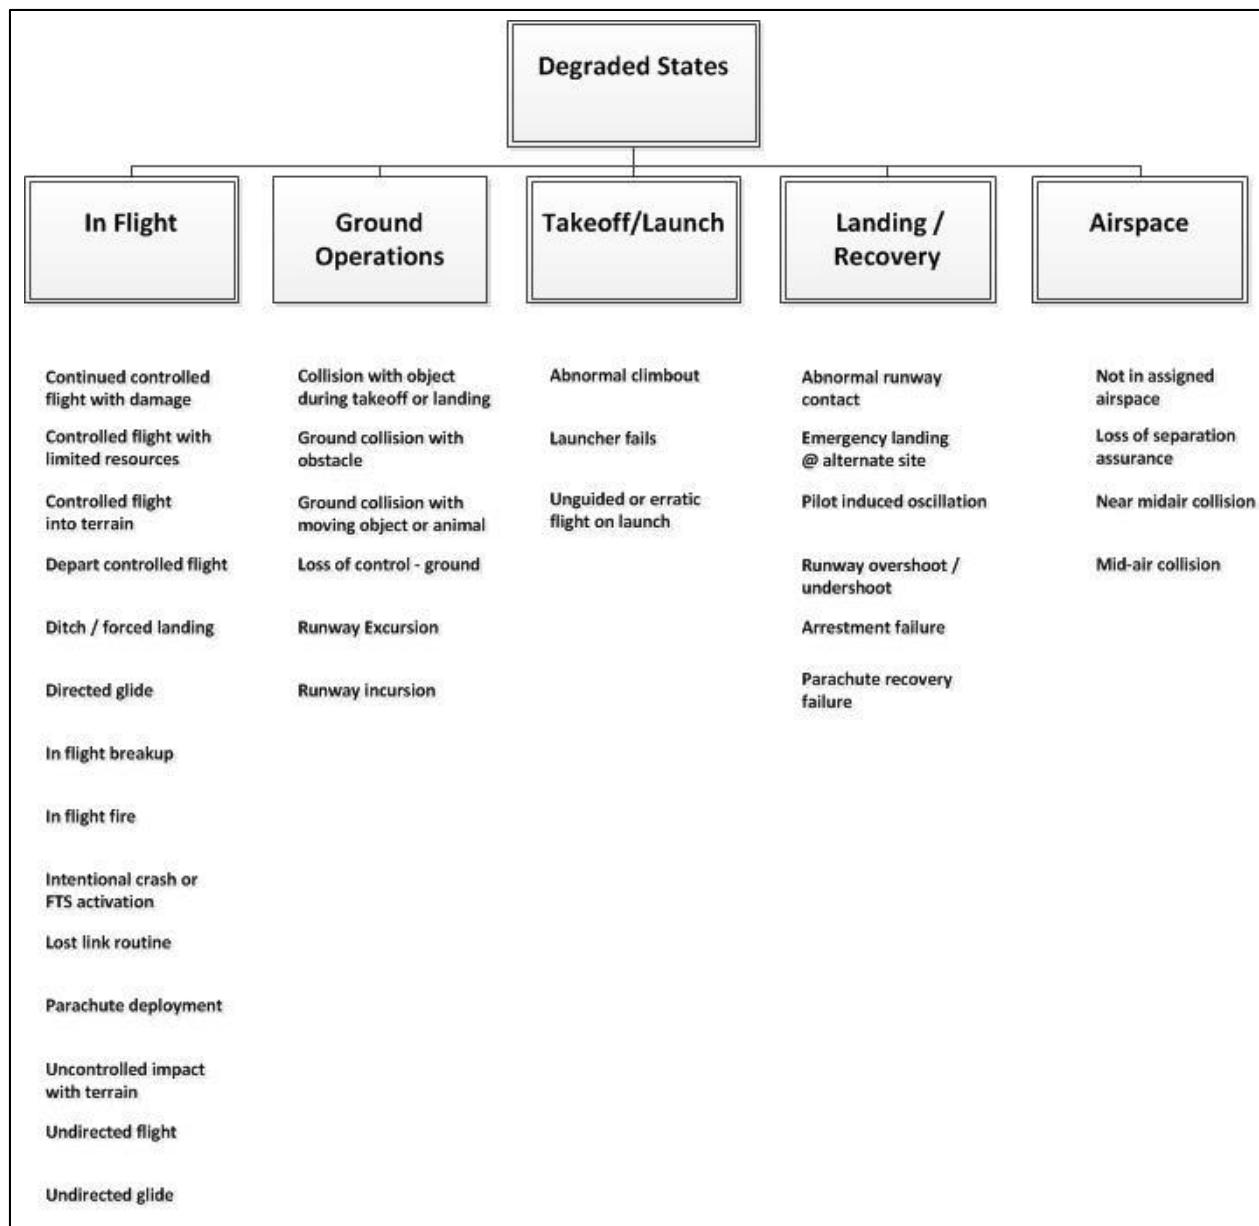 Degraded States
In Flight
Ground
Operations
Takeoff/Launch
Landing /
Recovery
Airspace
Continued controlled
flight with damage
Controlled flight with
limited resources
Controlled flight
into terrain
Depart controlled flight
Ditch / forced landing
Directed glide
In flight breakup
In flight fire
Intentional crash or
FTS activation
Lost link routine
Parachute deployment
Uncontrolled impact
with terrain
Undirected flight
Undirected glide
Collision with object
during takeoff or landing
Ground collision with
obstacle
Ground collision with
moving object or animal
Loss of control - ground
Runway Excursion
Runway incursion
Abnormal climbout
Launcher fails
Unguided or erratic
flight on launch
Abnormal runway
contact
Emergency landing
@ alternate site
Pilot induced oscillation
Runway overshoot /
undershoot
Arrestment failure
Parachute recovery
failure
Not in assigned
airspace
Loss of separation
assurance
Near midair collision
Mid-air collision